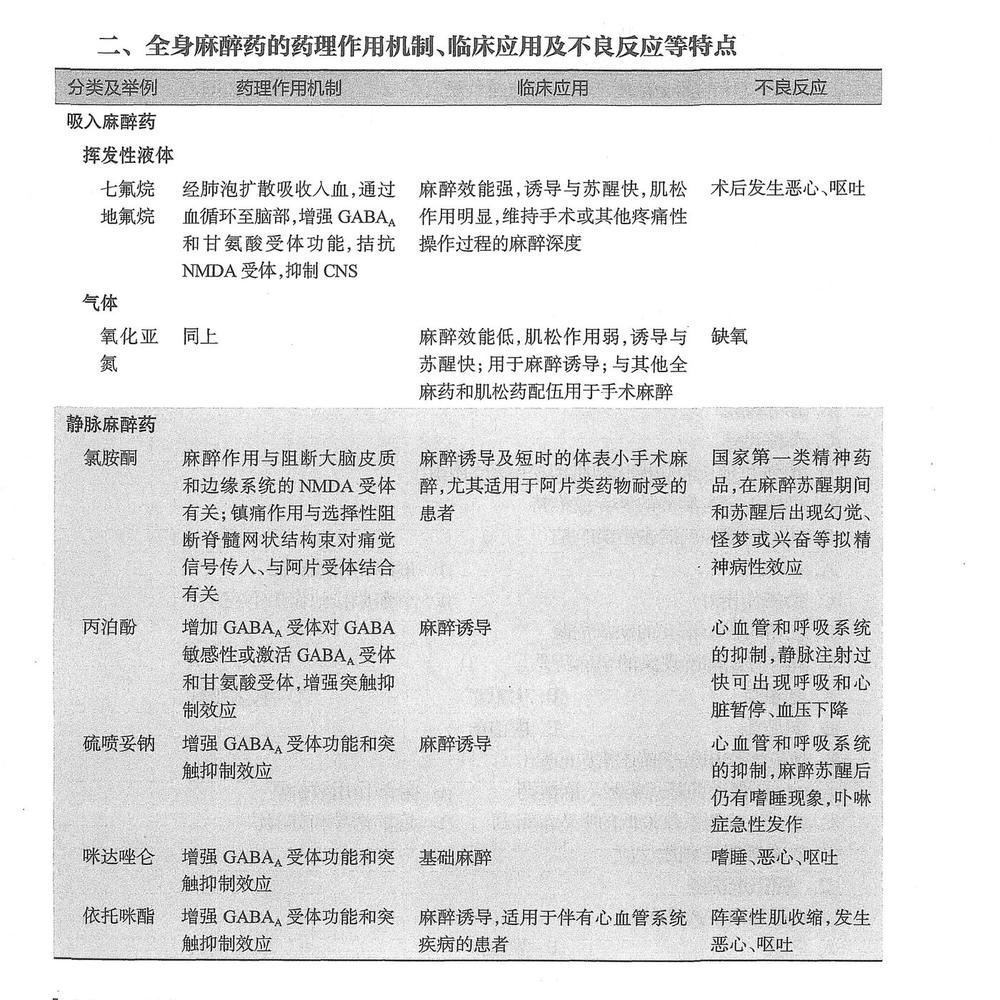 二、全身麻醉药的药理作用机制、临床应用及不良反应等特点
分类及举例 药理作用机制 临床应用 不良反应
吸入麻醉药
挥发性液体
七氟烷 经肺泡扩散吸收入血,通过 麻醉效能强,诱导与苏醒快,肌松 术后发生恶心、呕吐
地氟烷 血循环至脑部,增强 GABAA 作用明显,维持手术或其他疼痛性
和甘氨酸受体功能,拮抗 操作过程的麻醉深度
NMDA 受体,抑制 CNS
气体
氧化亚 同上 麻醉效能低,肌松作用弱,诱导与 缺氧
氮 苏醒快;用于麻醉诱导;与其他全
麻药和肌松药配伍用于手术麻醉
静脉麻醉药
氯胺酮 麻醉作用与阻断大脑皮质 麻醉诱导及短时的体表小手术麻 国家第一类精神药
和边缘系统的 NMDA 受体 醉,尤其适用于阿片类药物耐受的 品,在麻醉苏醒期间
有关;镇痛作用与选择性阻 患者 和苏醒后出现幻觉、
断脊髓网状结构束对痛觉 怪梦或兴奋等拟精
信号传人、与阿片受体结合 神病性效应
有关
丙泊酚 增加 GABAA 受体对 GABA 麻醉诱导 心血管和呼吸系统
敏感性或激活 GABAA 受体 的抑制,静脉注射过
和甘氨酸受体,增强突触抑 快可出现呼吸和心
制效应 脏暂停、血压下降
硫喷妥钠 增强 GABAA 受体功能和突 麻醉诱导 心血管和呼吸系统
触抑制效应 的抑制,麻醉苏醒后
仍有嗜睡现象,卟啉
症急性发作
咪达唑仑 增强 GABAA 受体功能和突 基础麻醉 嗜睡、恶心、呕吐
触抑制效应
依托咪酯 增强 GABAA 受体功能和突 麻醉诱导,适用于伴有心血管系统 阵挛性肌收缩,发生
触抑制效应 疾病的患者 恶心、呕吐